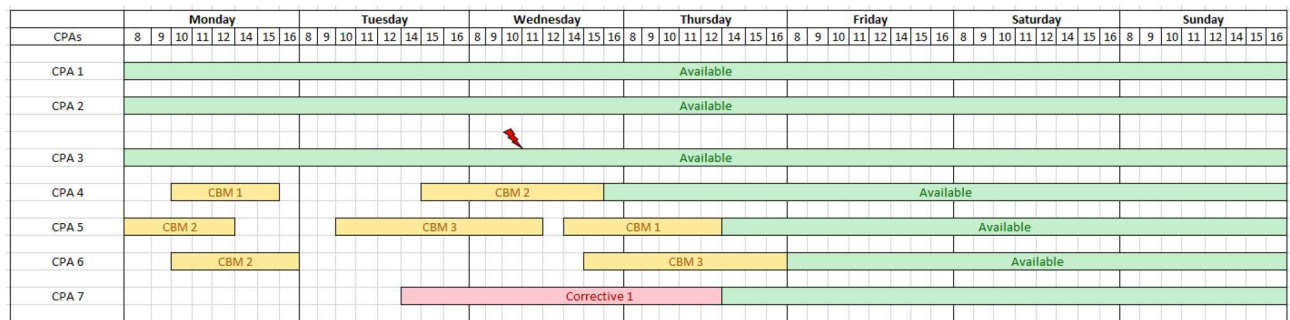 Monday Tuesday Wednesday Thursday Friday Saturday Sunday
CPAs 8 9 10 11 12 14 15 16 8 9 10 11 12 14 15 16 8 9 10 11 12 14 15 16 8 9 10 11 12 14 15 16 8 9 10 11 12 14 15 16 8 9 10 11 12 14 15 16 8 9 10 11 12 14 15 16
CPA 1 Available
CPA 2 Available
CPA 3 Available
CPA 4 CBM 1 CBM 2 Available
CPA 5 CBM 2 CBM 3 CBM 1 Available
CPA 6 CBM 2 CBM 3 Available
CPA 7 Corrective 1